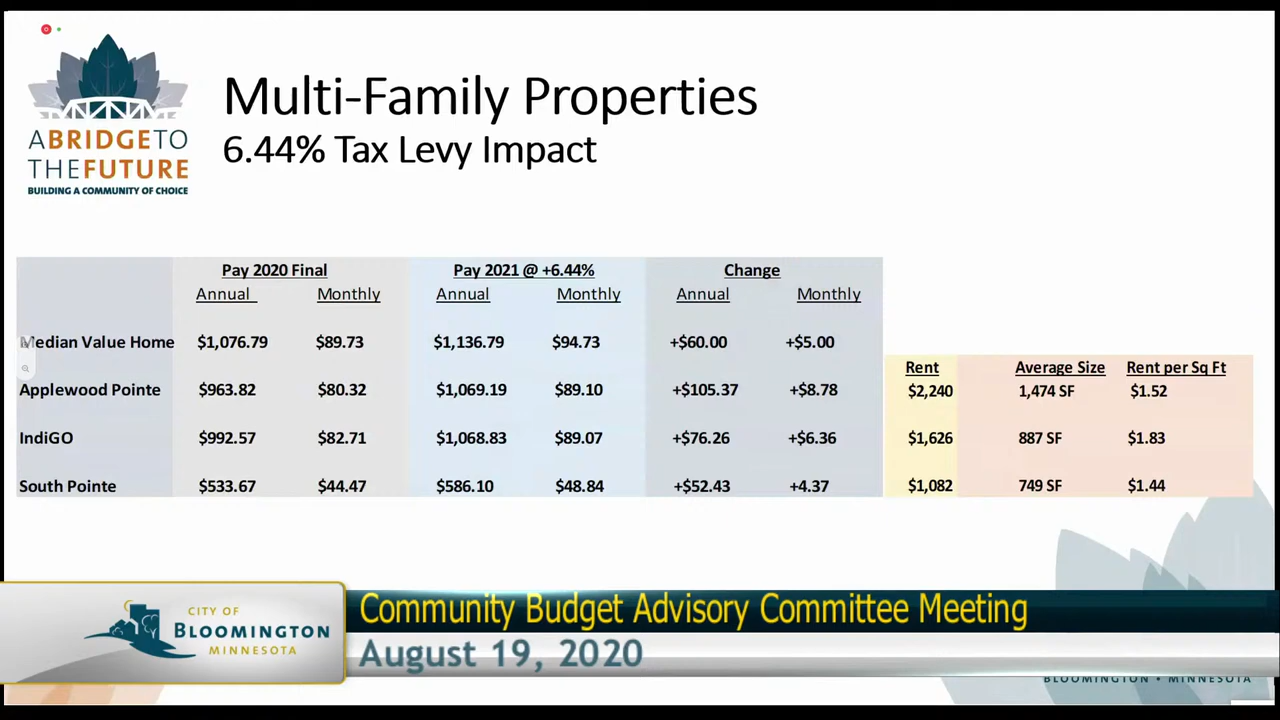 A BRIDGE TO
THE FUTURE
BUILDING A COMMUNITY OF CHOICE
Multi-Family Properties
6.44% Tax Levy Impact
Pay 2020 Final Pay 2021 @ +6.44% Change
Annual Monthly Annual Monthly Annual Monthly
Median Value Home $1,076.79 $89.73 $1,136.79 $94.73 +$60.00 +$5.00
Rent Average Size Rent per Sq Ft
Applewood Pointe $963.82 $80.32 $1,069.19 $89.10 +$105.37 +$8.78 $2,240 1,474 SF $1.52
IndiGO $992.57 $82.71 $1,068.83 $89.07 +$76.26 +$6.36 $1,626 887 SF $1.83
South Pointe $533.67 $44.47 $586.10 $48.84 +$52.43 +4.37 $1,082 749 SF $1.44
CITY OF
BLOOMINGTON
MINNESOTA
Community Budget Advisory Committee Meeting
August 19, 2020
BLOOMINGTON • MINNESOTA